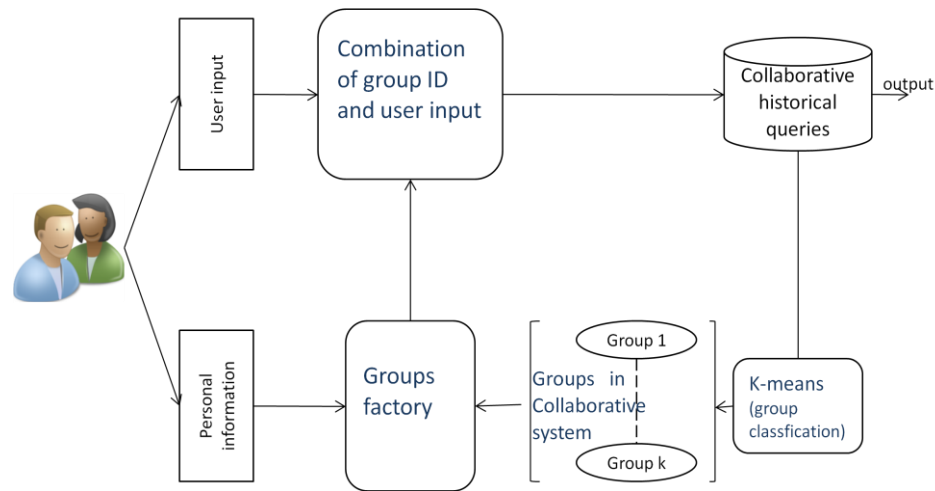 User input
Combination
of group ID
and user input
Collaborative
historical
queries
output
Personal
information
Groups
factory
Groups in
Collaborative
system
Group 1
Group k
K-means
(group
classfication)